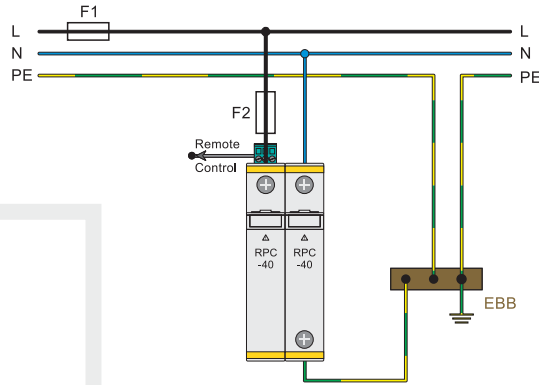 F1
L L
N N
PE PE
F2
Remote
Control
RPC RPC
-40 -40
EBB